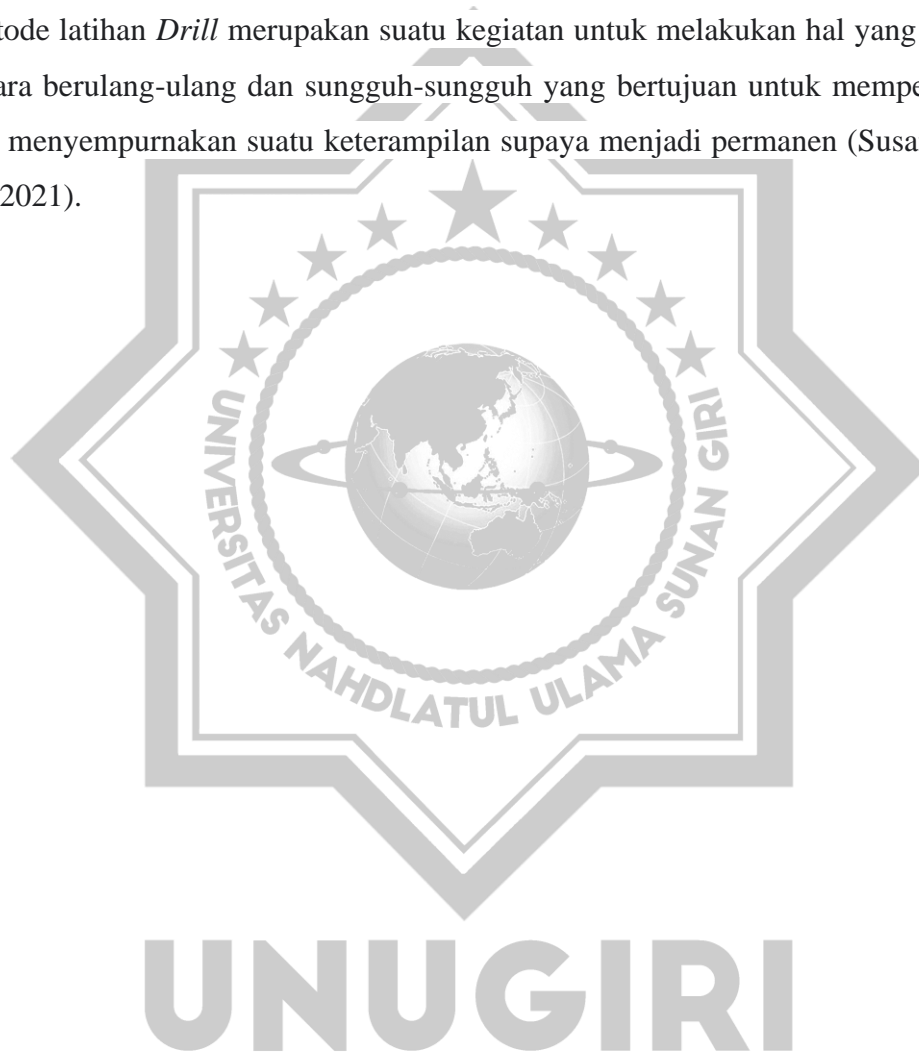 tode latihan Drill merupakan suatu kegiatan untuk melakukan hal yang
ara berulang-ulang dan sungguh-sungguh yang bertujuan untuk mempe
menyempurnakan suatu keterampilan supaya menjadi permanen (Susa
2021).
UNIVERSITAS NAHDLATUL ULAMA SUNAN GIRI
UNUGIRI